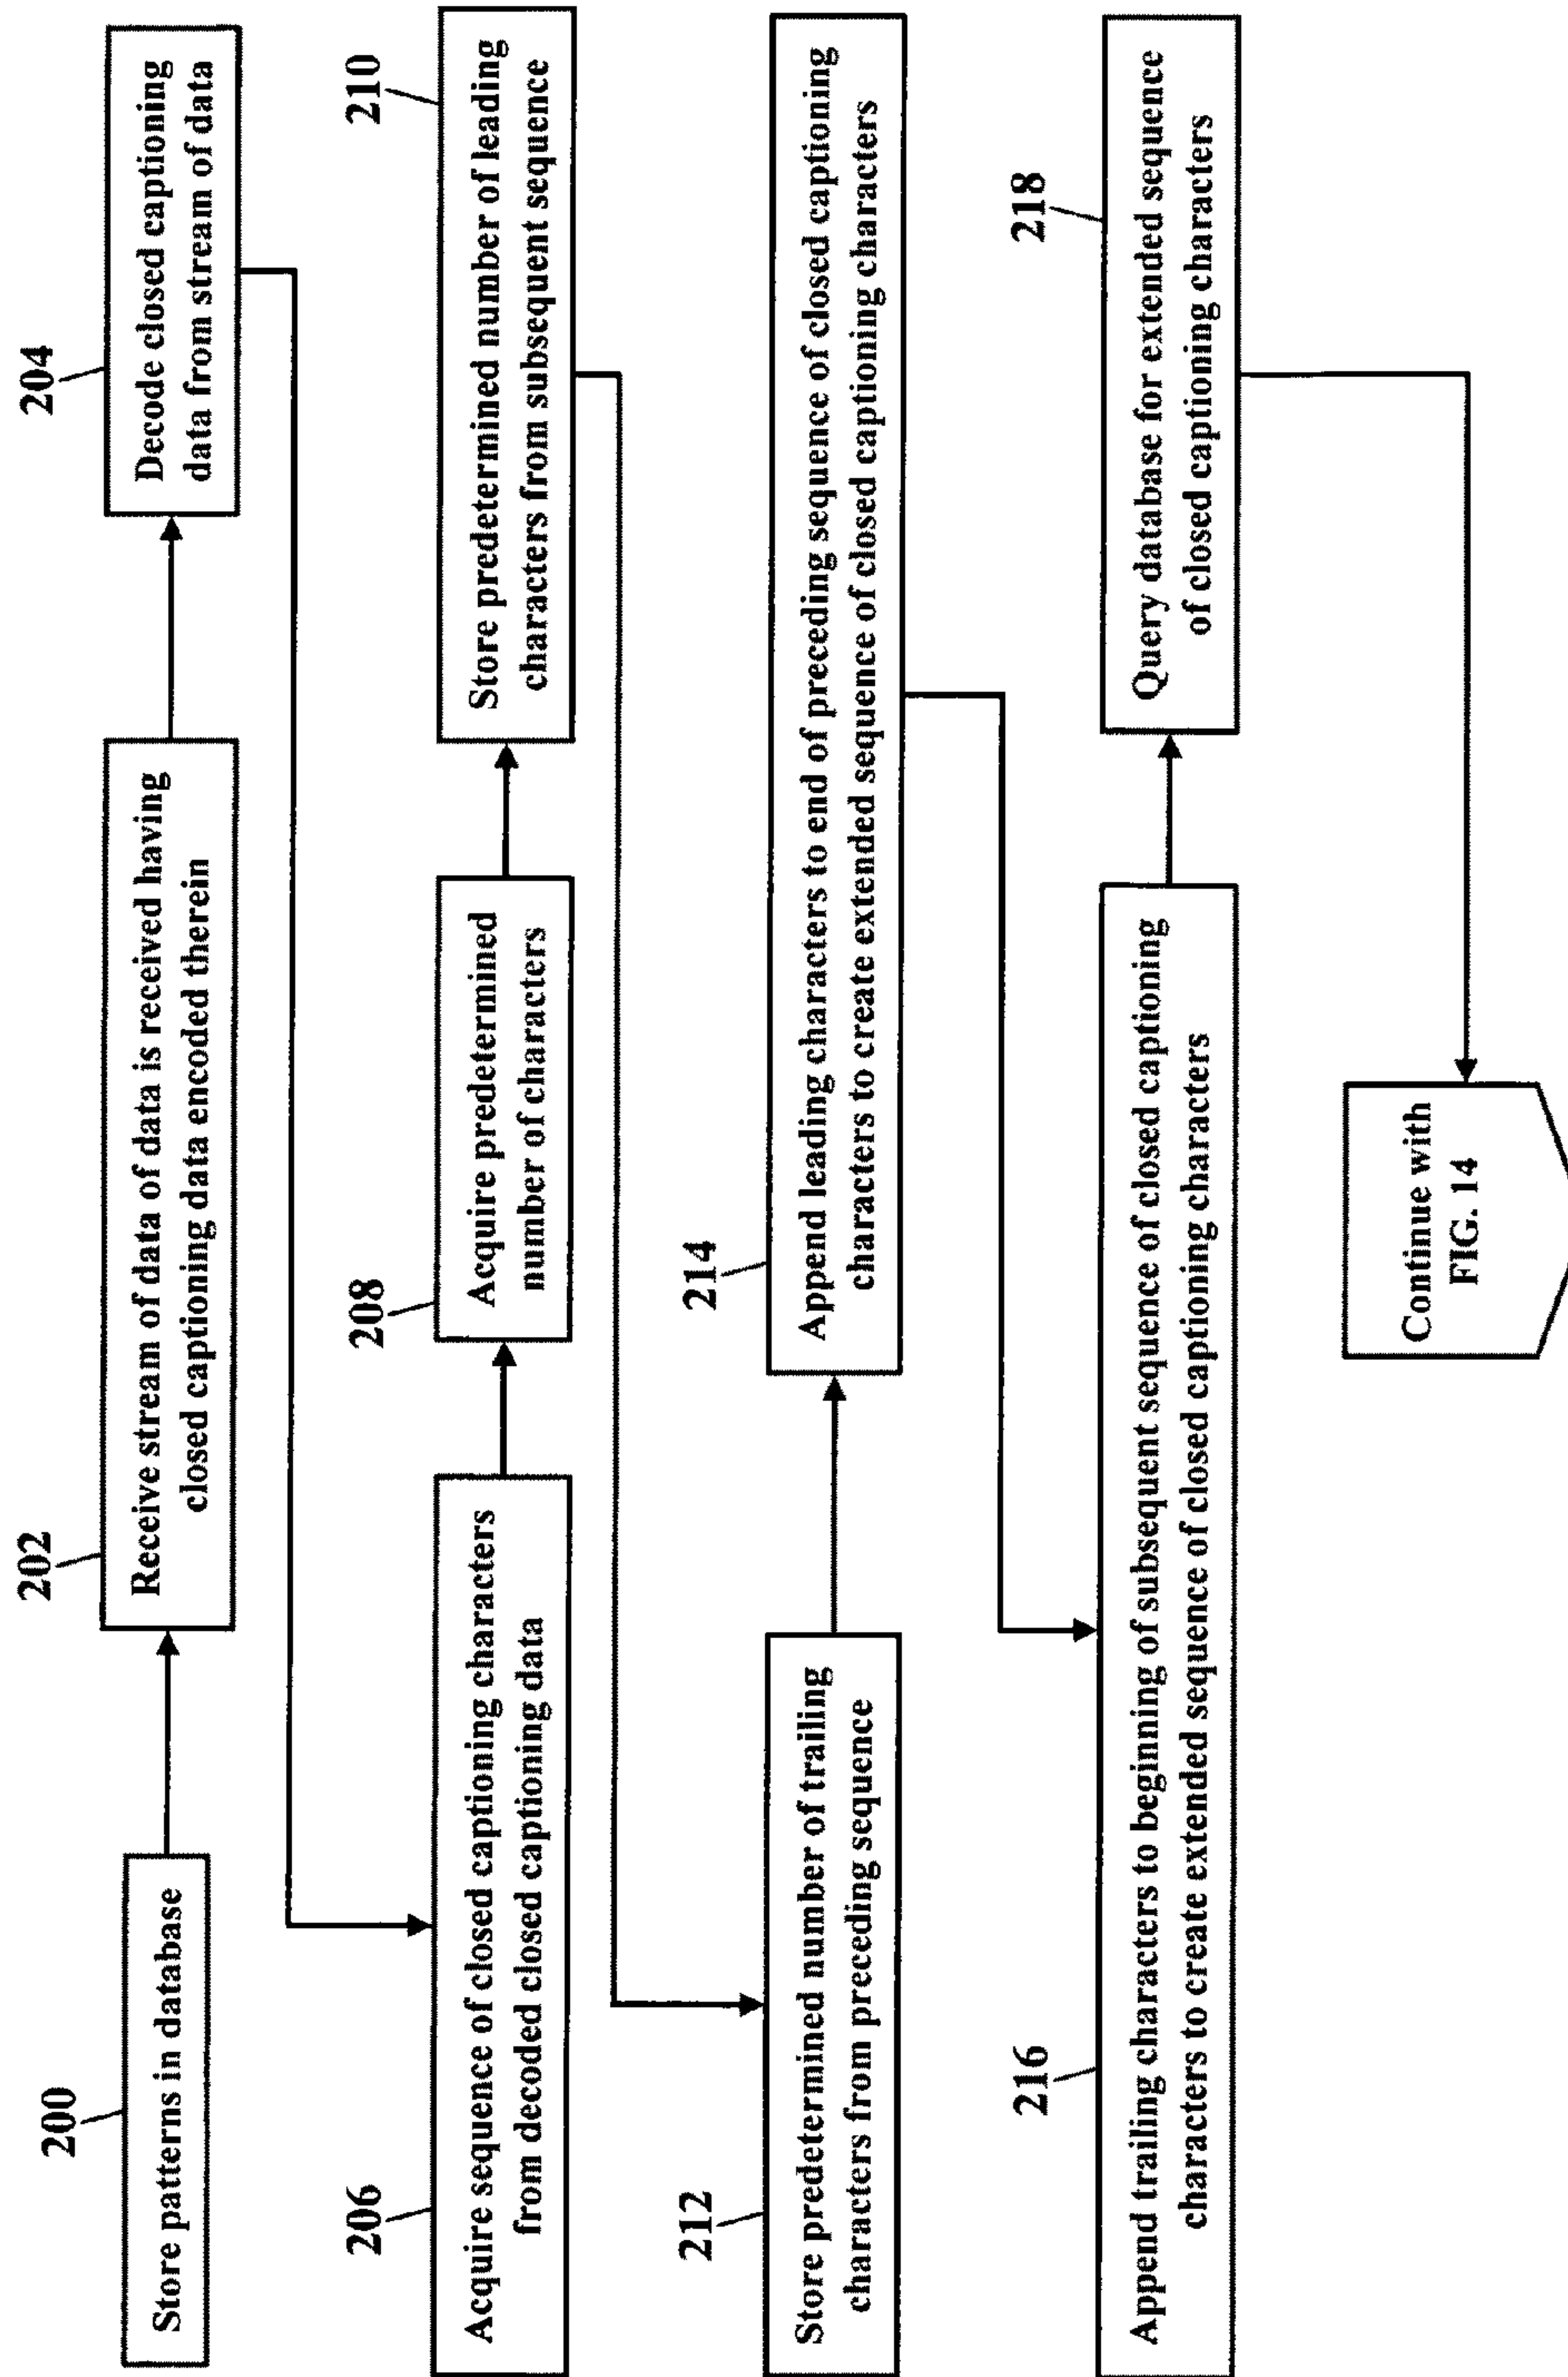 200
Store patterns in database
202
Receive stream of data of data is received having
closed captioning data encoded therein
204
Decode closed captioning
data from stream of data
206
Acquire sequence of closed captioning characters
from decoded closed captioning data
208
Acquire predetermined
number of characters
210
Store predetermined number of leading
characters from subsequent sequence
212
Store predetermined number of trailing
characters from preceding sequence
214
Append leading characters to end of preceding sequence of closed captioning
characters to create extended sequence of closed captioning characters
216
Append trailing characters to beginning of subsequent sequence of closed captioning
characters to create extended sequence of closed captioning characters
218
Query database for extended sequence
of closed captioning characters
Continue with
FIG. 14